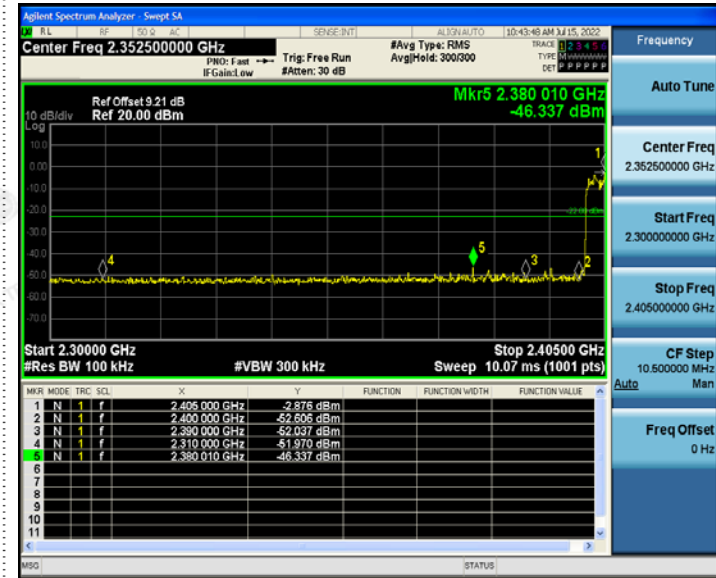 Agilent Spectrum Analyzer - Swept SA
RL RF 50 Ω AC SENSE:INT ALIGNAUTO 10:43:48 AM Jul 15, 2022
Center Freq 2.352500000 GHz
PNO: Fast
IFGain:Low
Trig: Free Run
#Atten: 30 dB
#Avg Type: RMS
Avg|Hold: 300/300
TRACE 1 2 3 4 5 6
TYPE M
DET P P P P P P
Frequency
Auto Tune
Center Freq
2.352500000 GHz
Start Freq
2.300000000 GHz
Stop Freq
2.405000000 GHz
CF Step
10.500000 MHz
Auto Man
Freq Offset
0 Hz
Mkr5 2.380 010 GHz
-46.337 dBm
Ref Offset 9.21 dB
Ref 20.00 dBm
10 dB/div
Log
10.0
0.00
-10.0
-20.0
-30.0
-40.0
-50.0
-60.0
-70.0
-22.88 dBm
1
2
3
4
5
Start 2.30000 GHz Stop 2.40500 GHz
#Res BW 100 kHz #VBW 300 kHz Sweep 10.07 ms (1001 pts)
MKR MODE TRC SCL X Y FUNCTION FUNCTION WIDTH FUNCTION VALUE
1 N 1 f 2.405 000 GHz -2.876 dBm
2 N 1 f 2.400 000 GHz -52.606 dBm
3 N 1 f 2.390 000 GHz -52.037 dBm
4 N 1 f 2.310 000 GHz -51.970 dBm
5 N 1 f 2.380 010 GHz -46.337 dBm
6
7
8
9
10
11
MSG STATUS